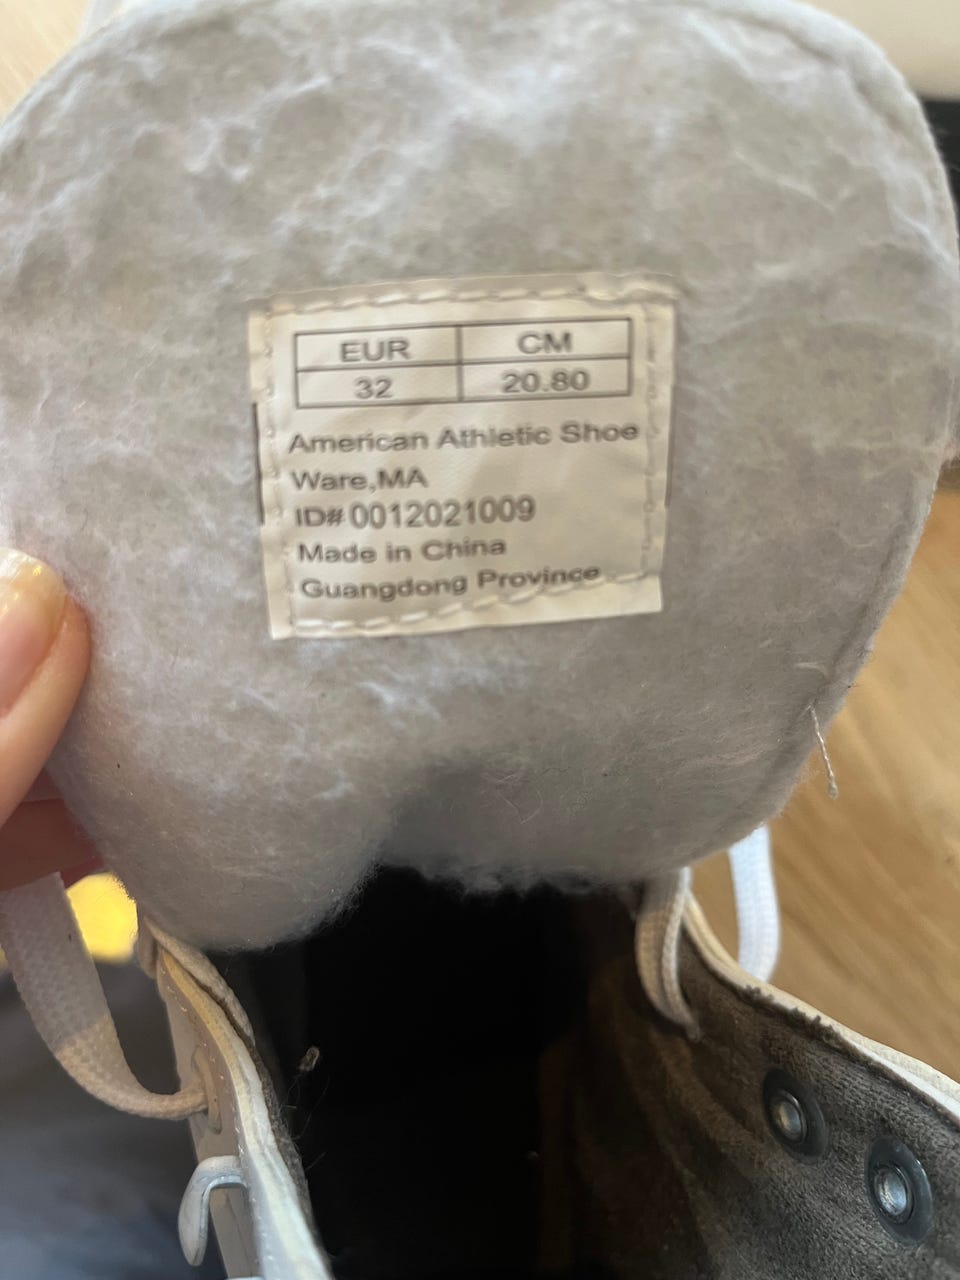 EUR CM
32 20.80
American Athletic Shoe
Ware,MA
ID# 0012021009
Made in China
Guangdong Province